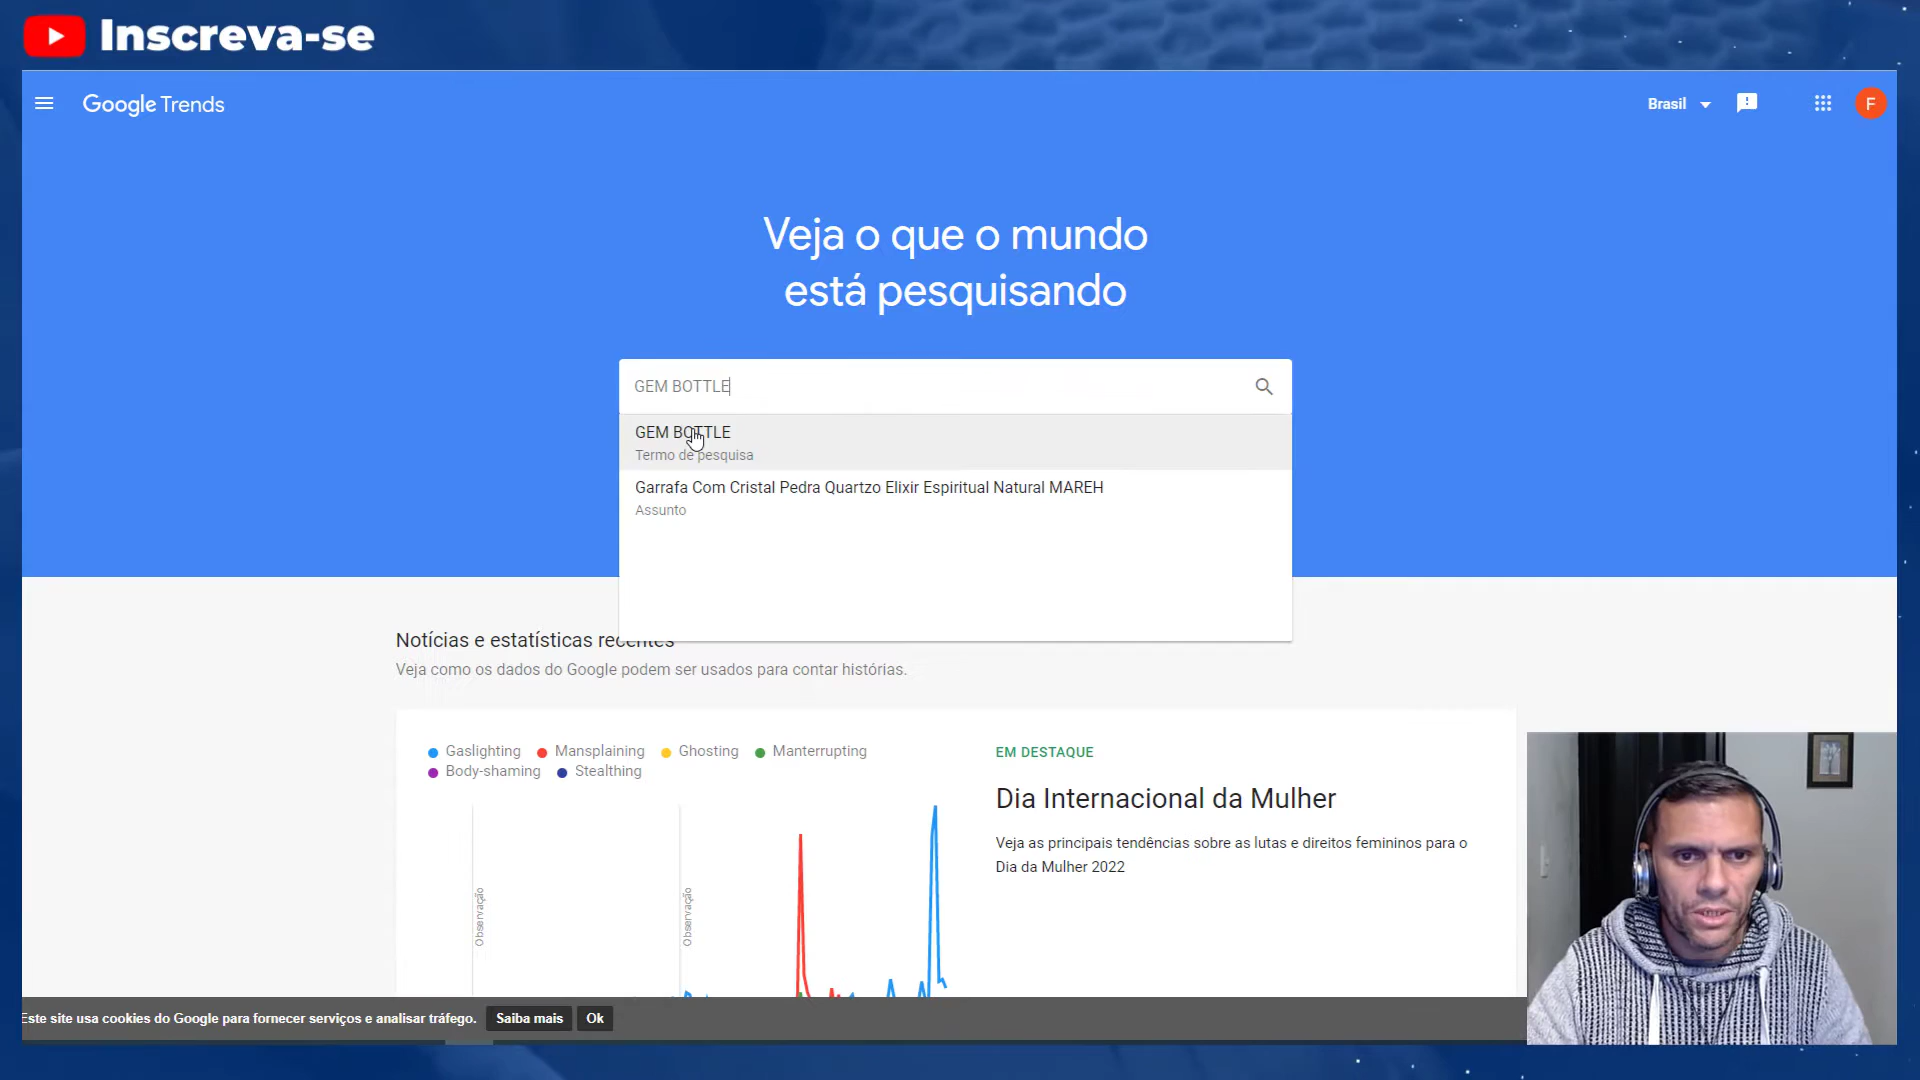 Inscreva-se
Google Trends
Brasil
F
Veja o que o mundo
está pesquisando
GEM BOTTLE
GEM BOTTLE
Termo de pesquisa
Garrafa Com Cristal Pedra Quartzo Elixir Espiritual Natural MAREH
Assunto
Notícias e estatísticas recentes
Veja como os dados do Google podem ser usados para contar histórias.
Gaslighting Mansplaining Ghosting Manterrupting
Body-shaming Stealthing
Observação
Observação
EM DESTAQUE
Dia Internacional da Mulher
Veja as principais tendências sobre as lutas e direitos femininos para o
Dia da Mulher 2022
Este site usa cookies do Google para fornecer serviços e analisar tráfego. Saiba mais Ok